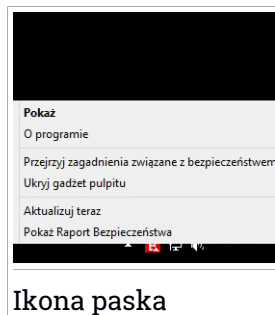 Pokaż
O programie
Przejrzyj zagadnienia związane z bezpieczeństwem
Ukryj gadżet pulpitu
Aktualizuj teraz
Pokaż Raport Bezpieczeństwa
B
Ikona paska